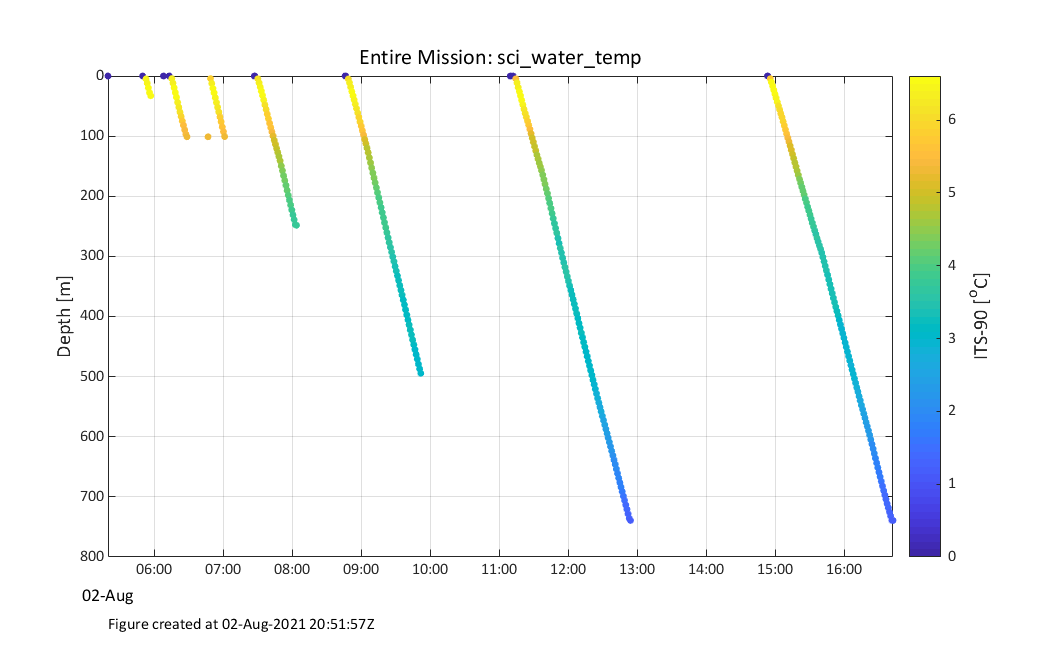 Entire Mission: sci_water_temp
0
100
200
300
400
500
600
700
800
Depth [m]
06:00 07:00 08:00 09:00 10:00 11:00 12:00 13:00 14:00 15:00 16:00
02-Aug
6
5
4
3
2
1
0
ITS-90 [ºC]
Figure created at 02-Aug-2021 20:51:57Z